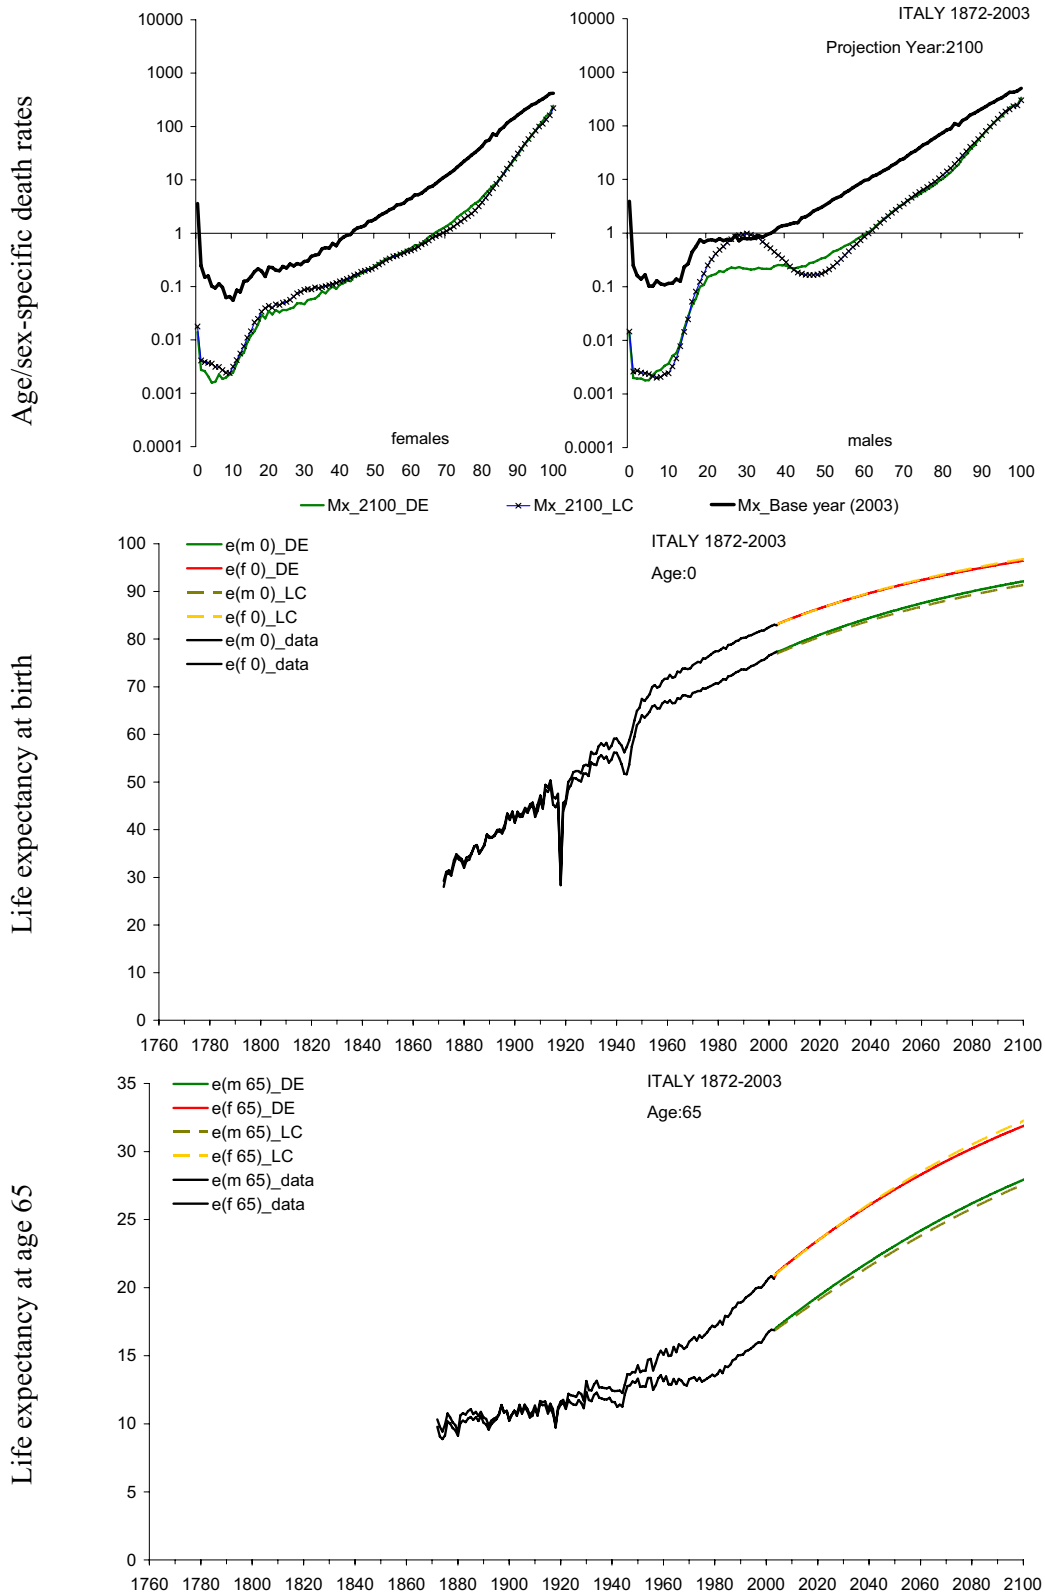 Age/sex-specific death rates
ITALY 1872-2003
Projection Year:2100
10000
1000
100
10
1
0.1
0.01
0.001
0.0001
females
0 10 20 30 40 50 60 70 80 90 100
10000
1000
100
10
1
0.1
0.01
0.001
0.0001
males
0 10 20 30 40 50 60 70 80 90 100
Mx_2100_DE Mx_2100_LC Mx_Base year (2003)
Life expectancy at birth
ITALY 1872-2003
Age:0
e(m 0)_DE
e(f 0)_DE
e(m 0)_LC
e(f 0)_LC
e(m 0)_data
e(f 0)_data
100
90
80
70
60
50
40
30
20
10
0
1760 1780 1800 1820 1840 1860 1880 1900 1920 1940 1960 1980 2000 2020 2040 2060 2080 2100
Life expectancy at age 65
ITALY 1872-2003
Age:65
e(m 65)_DE
e(f 65)_DE
e(m 65)_LC
e(f 65)_LC
e(m 65)_data
e(f 65)_data
35
30
25
20
15
10
5
0
1760 1780 1800 1820 1840 1860 1880 1900 1920 1940 1960 1980 2000 2020 2040 2060 2080 2100